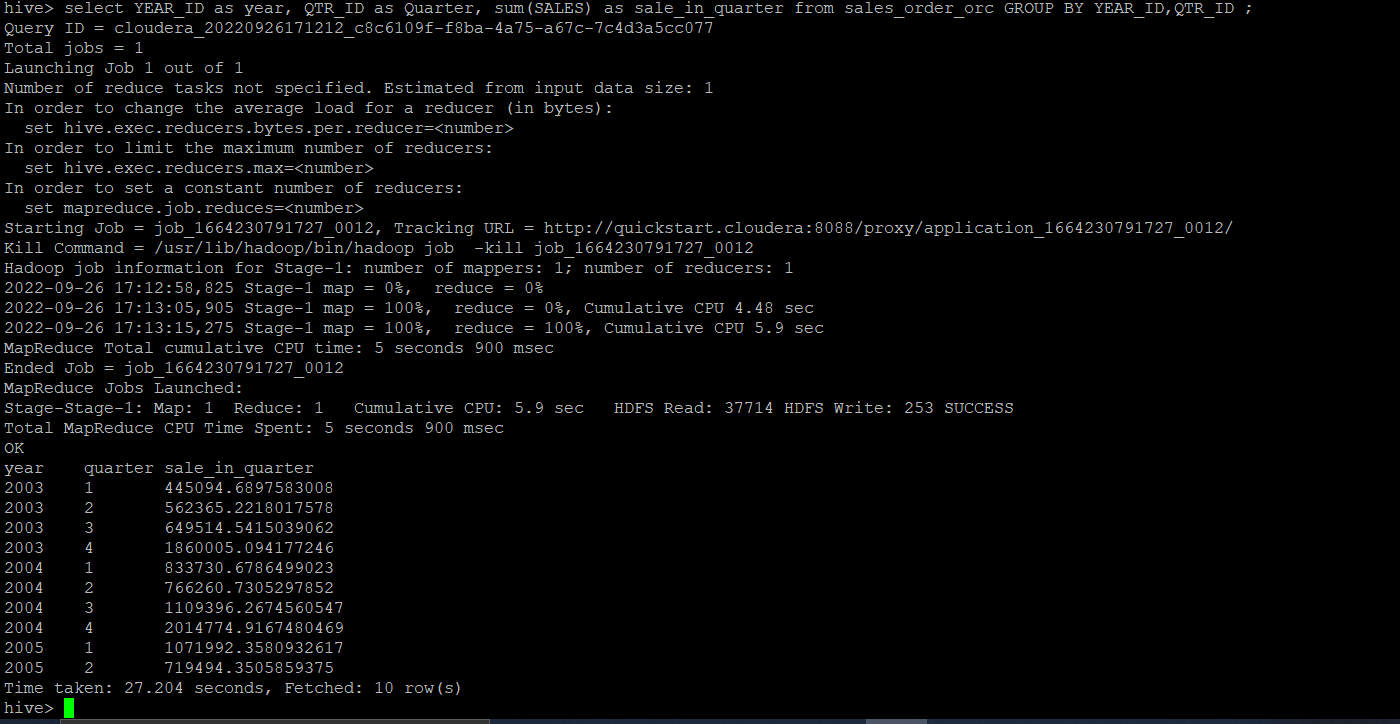 hive> select YEAR_ID as year, QTR_ID as Quarter, sum(SALES) as sale_in_quarter from sales_order_orc GROUP BY YEAR_ID,QTR_ID ;
Query ID = cloudera_20220926171212_c8c6109f-f8ba-4a75-a67c-7c4d3a5cc077
Total jobs = 1
Launching Job 1 out of 1
Number of reduce tasks not specified. Estimated from input data size: 1
In order to change the average load for a reducer (in bytes):
  set hive.exec.reducers.bytes.per.reducer=<number>
In order to limit the maximum number of reducers:
  set hive.exec.reducers.max=<number>
In order to set a constant number of reducers:
  set mapreduce.job.reduces=<number>
Starting Job = job_1664230791727_0012, Tracking URL = http://quickstart.cloudera:8088/proxy/application_1664230791727_0012/
Kill Command = /usr/lib/hadoop/bin/hadoop job  -kill job_1664230791727_0012
Hadoop job information for Stage-1: number of mappers: 1; number of reducers: 1
2022-09-26 17:12:58,825 Stage-1 map = 0%,  reduce = 0%
2022-09-26 17:13:05,905 Stage-1 map = 100%,  reduce = 0%, Cumulative CPU 4.48 sec
2022-09-26 17:13:15,275 Stage-1 map = 100%,  reduce = 100%, Cumulative CPU 5.9 sec
MapReduce Total cumulative CPU time: 5 seconds 900 msec
Ended Job = job_1664230791727_0012
MapReduce Jobs Launched:
Stage-Stage-1: Map: 1  Reduce: 1   Cumulative CPU: 5.9 sec   HDFS Read: 37714 HDFS Write: 253 SUCCESS
Total MapReduce CPU Time Spent: 5 seconds 900 msec
OK
year    quarter sale_in_quarter
2003    1       445094.6897583008
2003    2       562365.2218017578
2003    3       649514.5415039062
2003    4       1860005.094177246
2004    1       833730.6786499023
2004    2       766260.7305297852
2004    3       1109396.2674560547
2004    4       2014774.9167480469
2005    1       1071992.3580932617
2005    2       719494.3505859375
Time taken: 27.204 seconds, Fetched: 10 row(s)
hive>